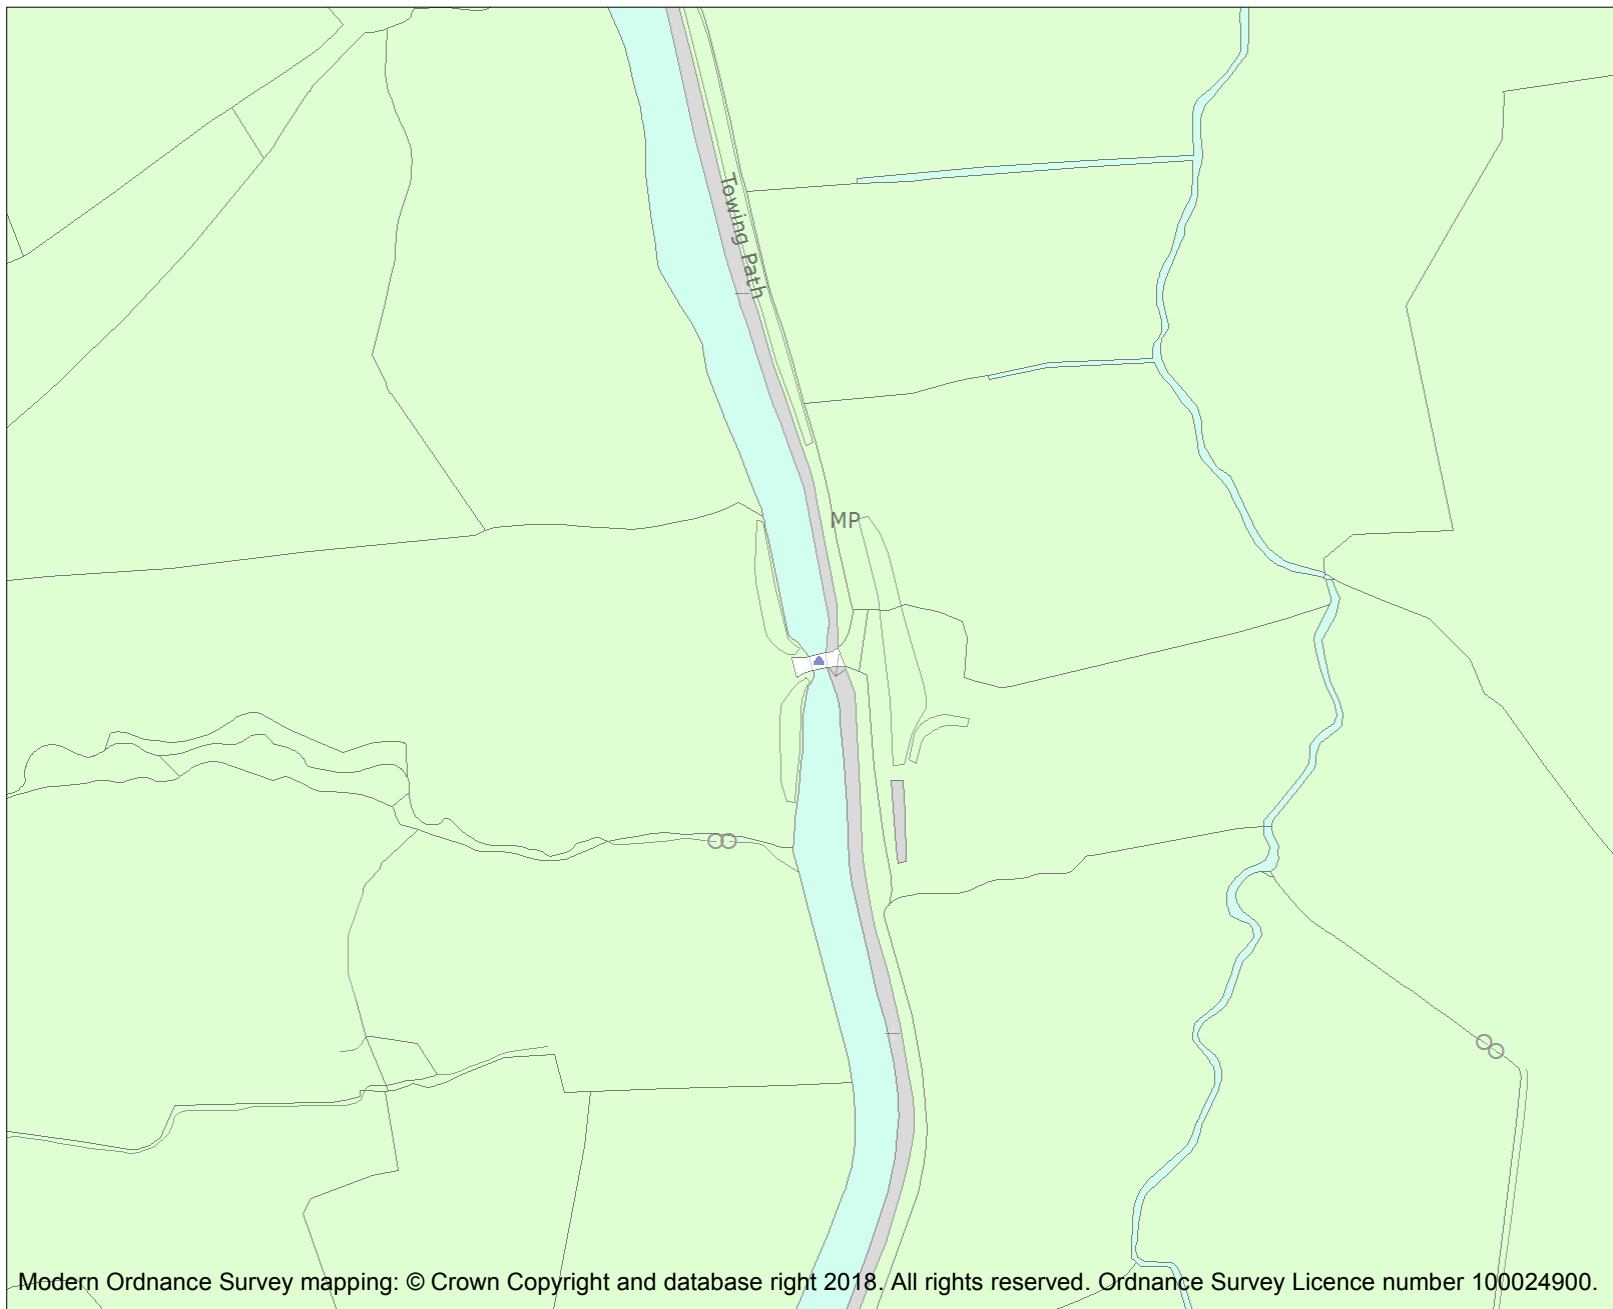 Towing Path
MP
Modern Ordnance Survey mapping: © Crown Copyright and database right 2018. All rights reserved. Ordnance Survey Licence number 100024900.